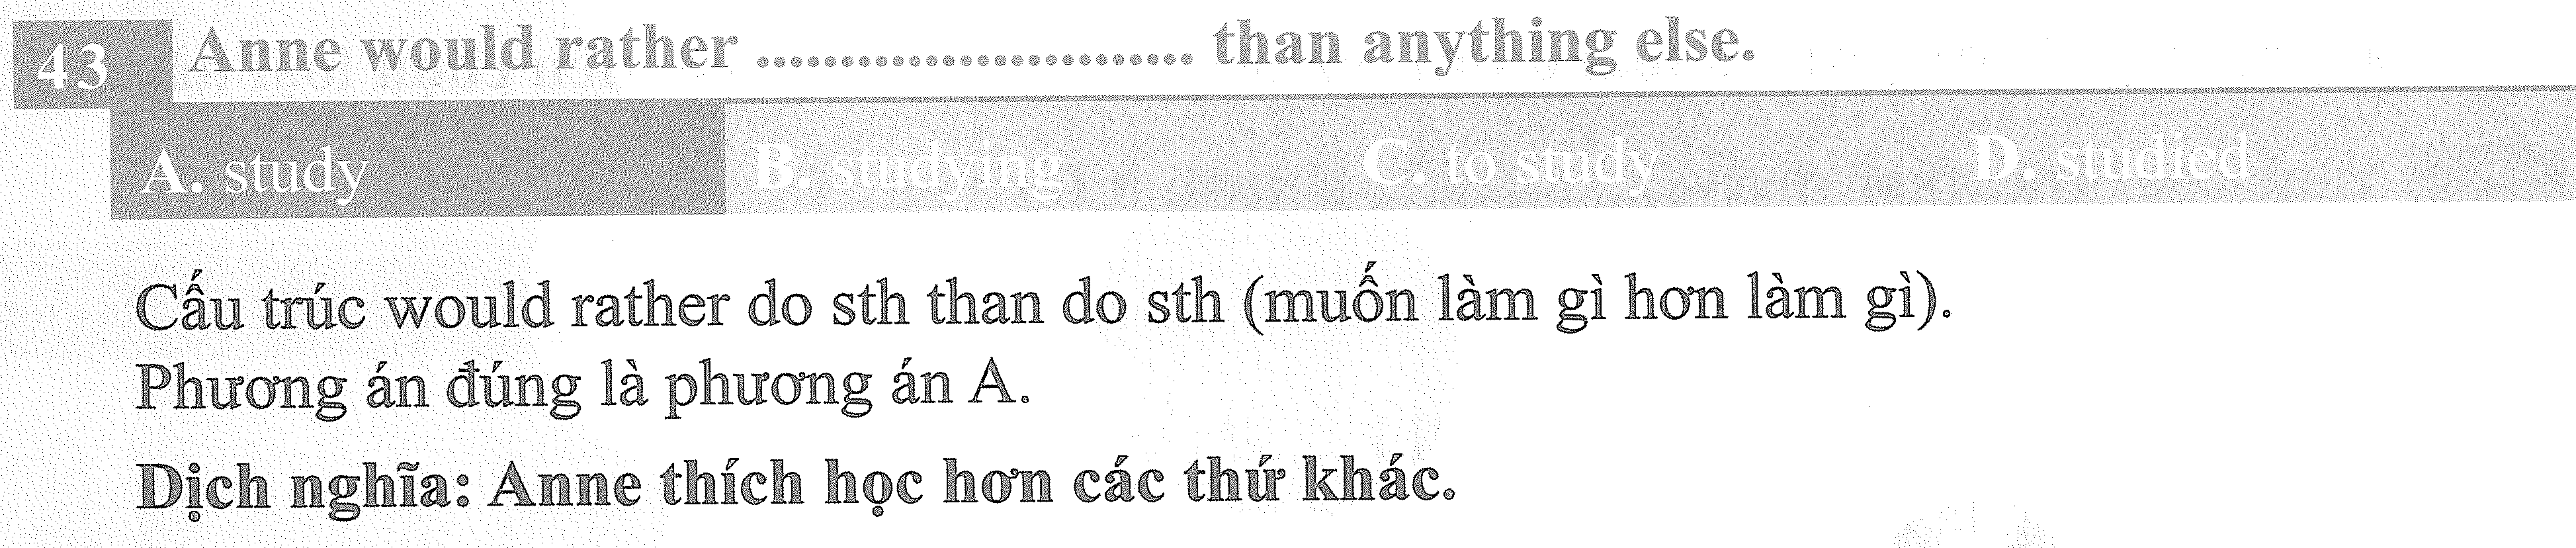 43 Anne would rather ........................ than anything else.
A. study B. studying C. to study D. studied
Cấu trúc would rather do sth than do sth (muốn làm gì hơn làm gì).
Phương án đúng là phương án A.
Dịch nghĩa: Anne thích học hơn các thứ khác.